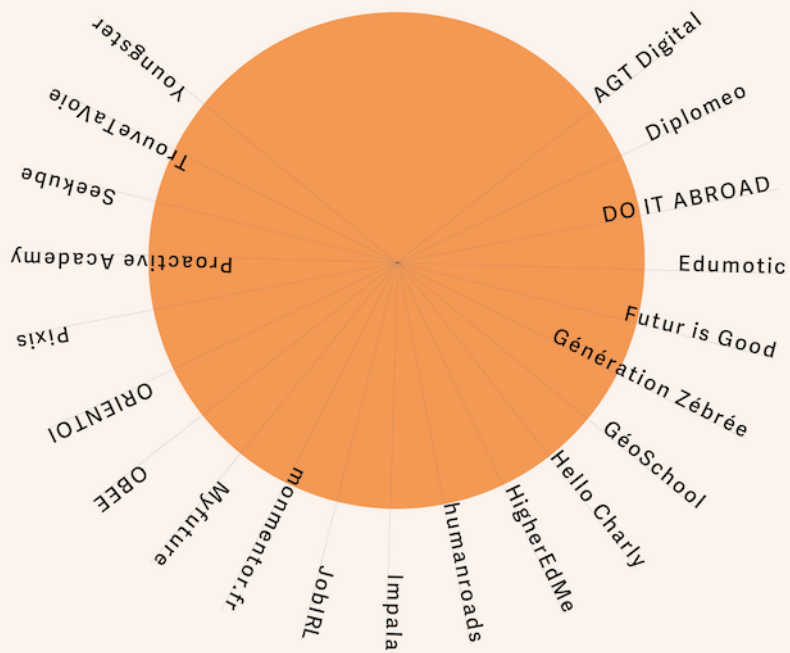 AGT Digital
Diplomeo
DO IT ABROAD
Edumotic
Futur is Good
Génération Zébrée
GéoSchool
Hello Charly
HigherEdMe
humanroads
Impala
JobIRL
monmentor.fr
Myfuture
OBEE
ORIENTOI
Pixis
Proactive Academy
Seekube
TrouveTaVoie
Youngster